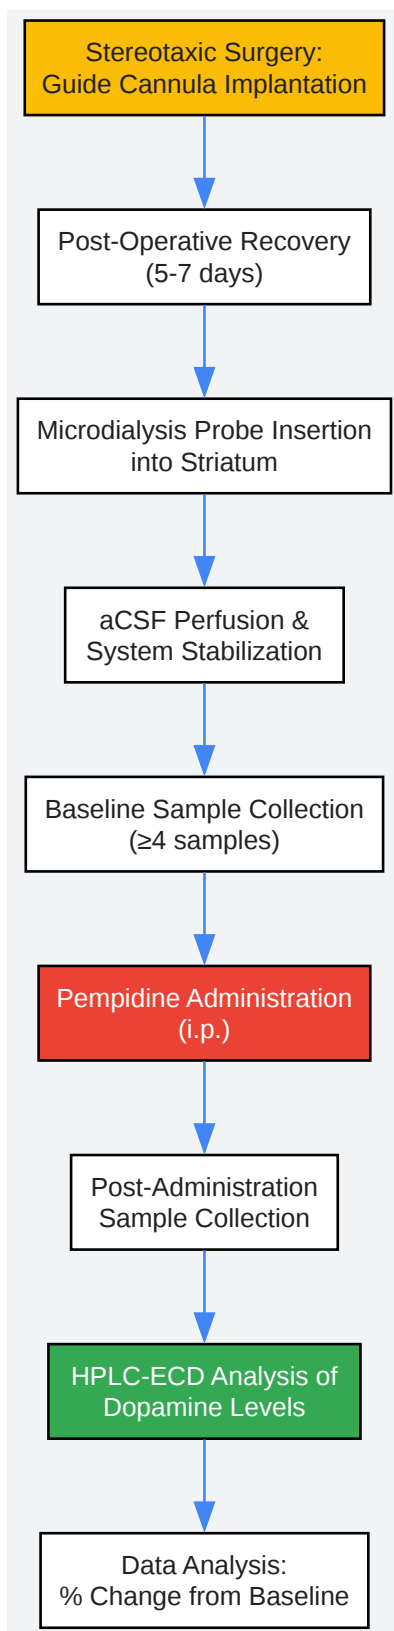 Stereotaxic Surgery:
Guide Cannula Implantation
Post-Operative Recovery
(5-7 days)
Microdialysis Probe Insertion
into Striatum
aCSF Perfusion &
System Stabilization
Baseline Sample Collection
(≥4 samples)
Pempidine Administration
(i.p.)
Post-Administration
Sample Collection
HPLC-ECD Analysis of
Dopamine Levels
Data Analysis:
% Change from Baseline